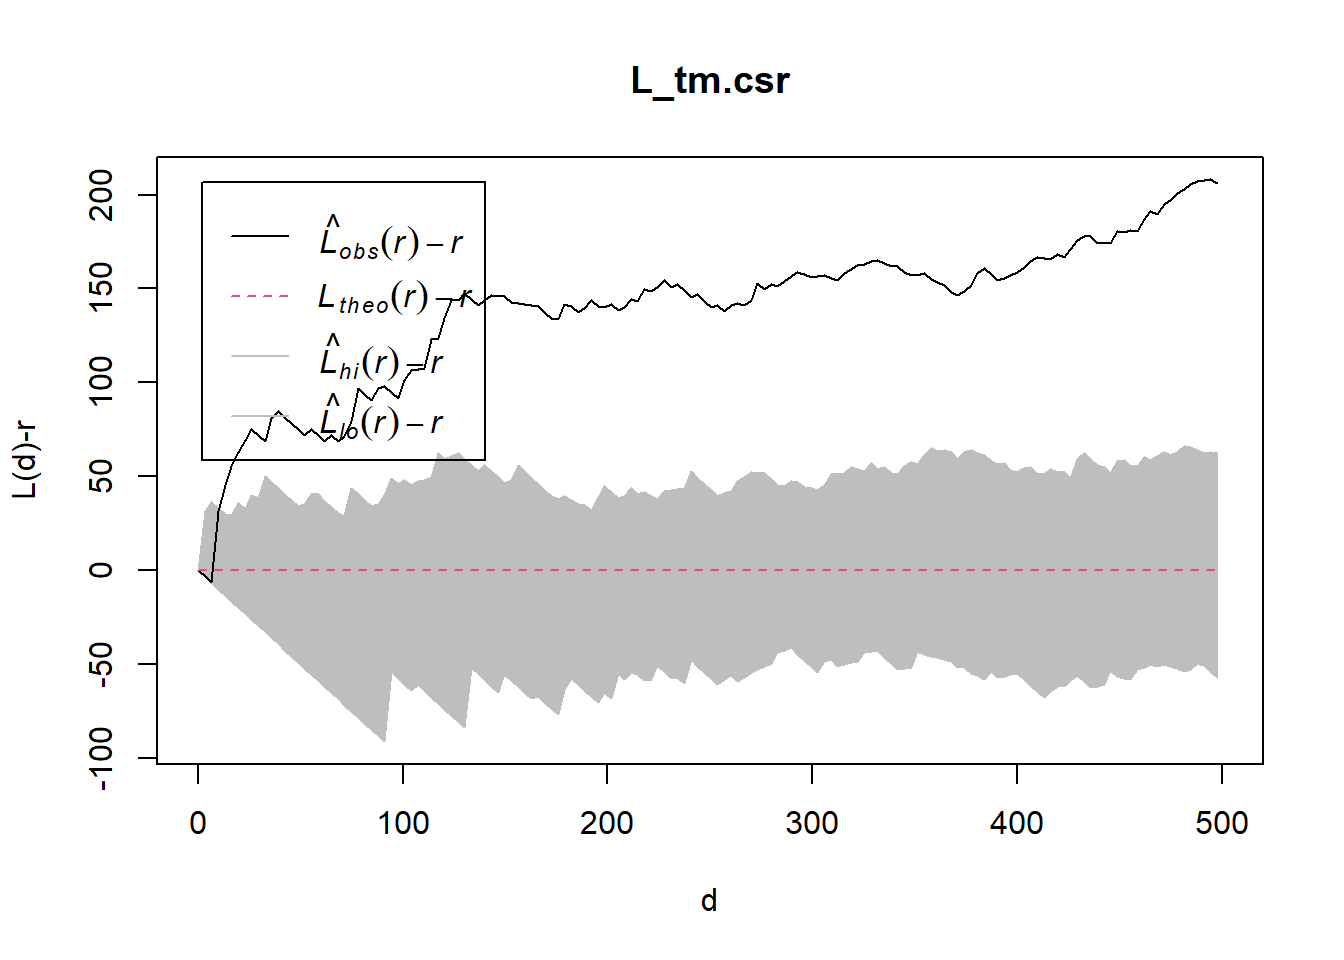 L_tm.csr
L(d)-r
200
150
100
50
0
-50
-100
L̂obs(r) – r
Ltheo(r) – r
L̂hi(r) – r
L̂lo(r) – r
0 100 200 300 400 500
d